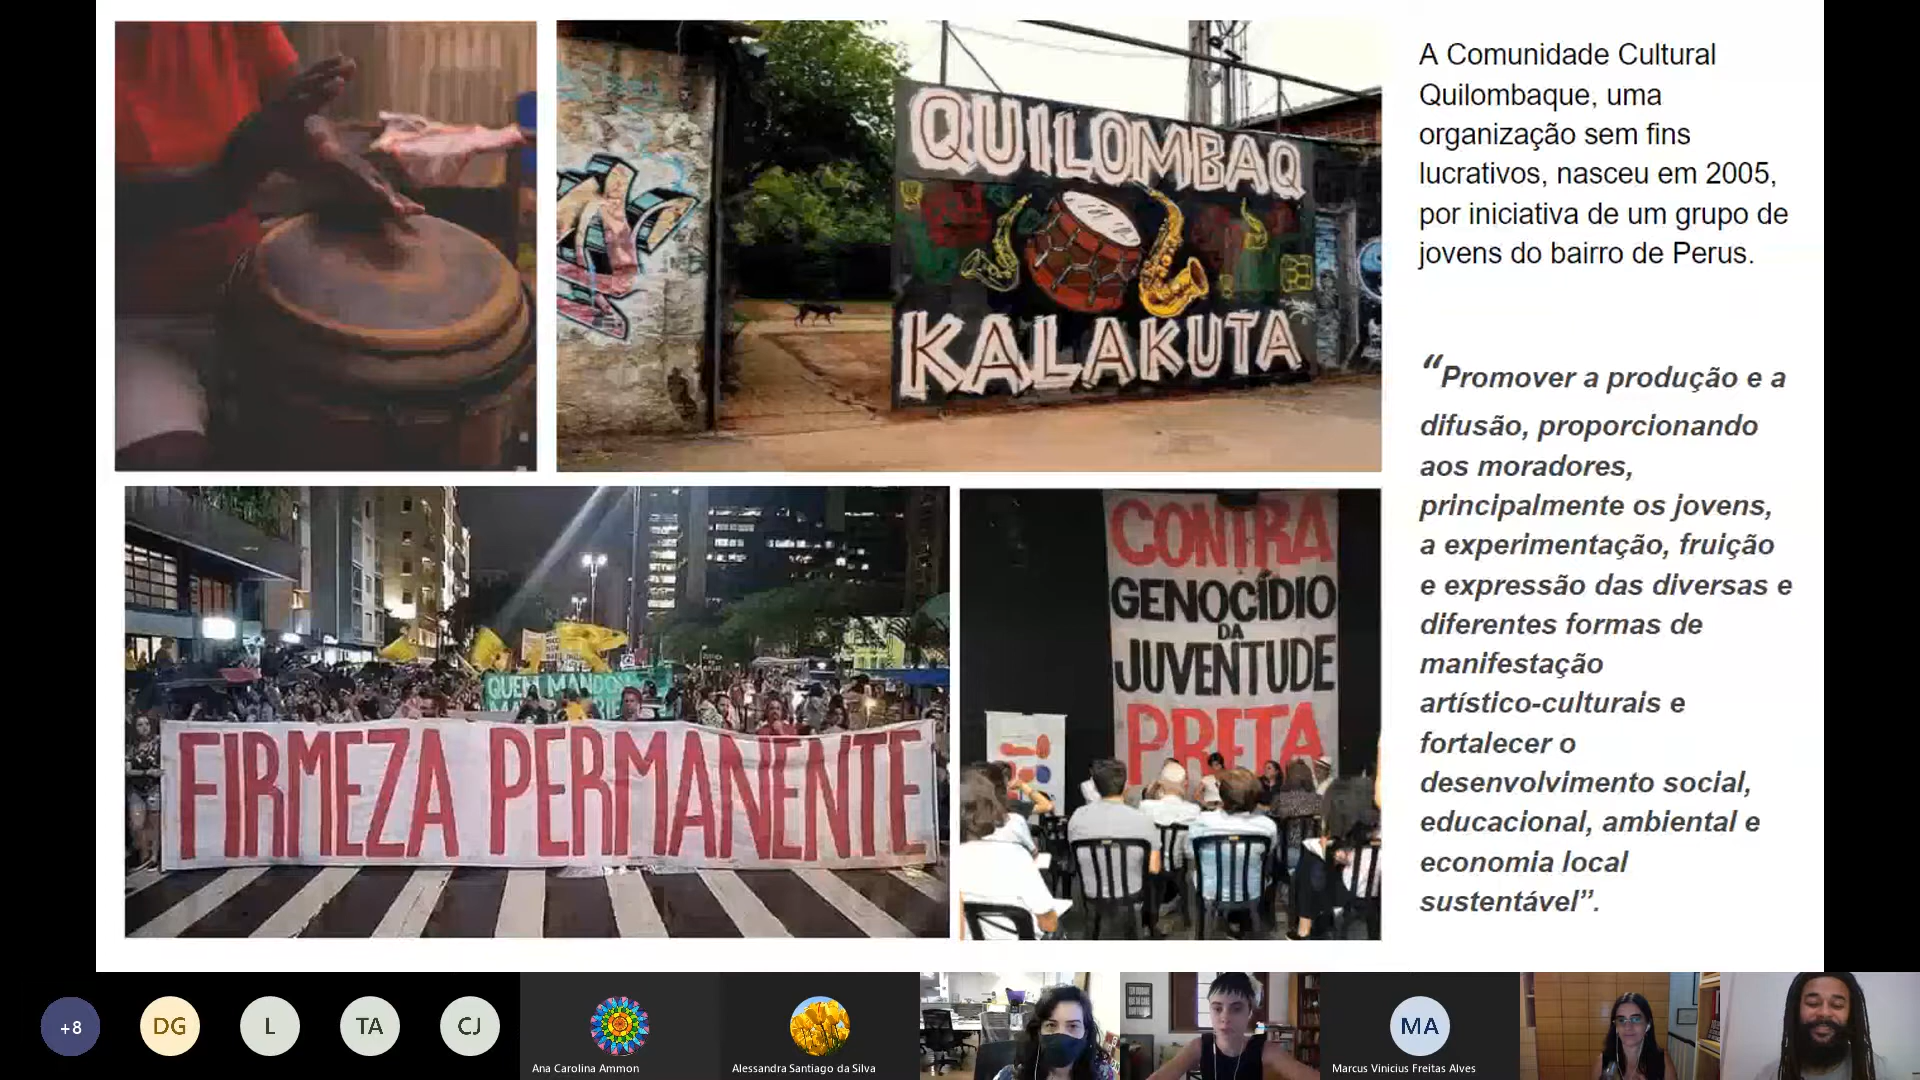 QUILOMBAQ
KALAKUTA
A Comunidade Cultural
Quilombaque, uma
organização sem fins
lucrativos, nasceu em 2005,
por iniciativa de um grupo de
jovens do bairro de Perus.
“Promover a produção e a
difusão, proporcionando
aos moradores,
principalmente os jovens,
a experimentação, fruição
e expressão das diversas e
diferentes formas de
manifestação
artístico-culturais e
fortalecer o
desenvolvimento social,
educacional, ambiental e
economia local
sustentável”.
QUEM MANDOU
FIRMEZA PERMANENTE
CONTRA
GENOCÍDIO
DA
JUVENTUDE
PRETA
+8
DG
L
TA
CJ
Ana Carolina Ammon
Alessandra Santiago da Silva
MA
Marcus Vinicius Freitas Alves